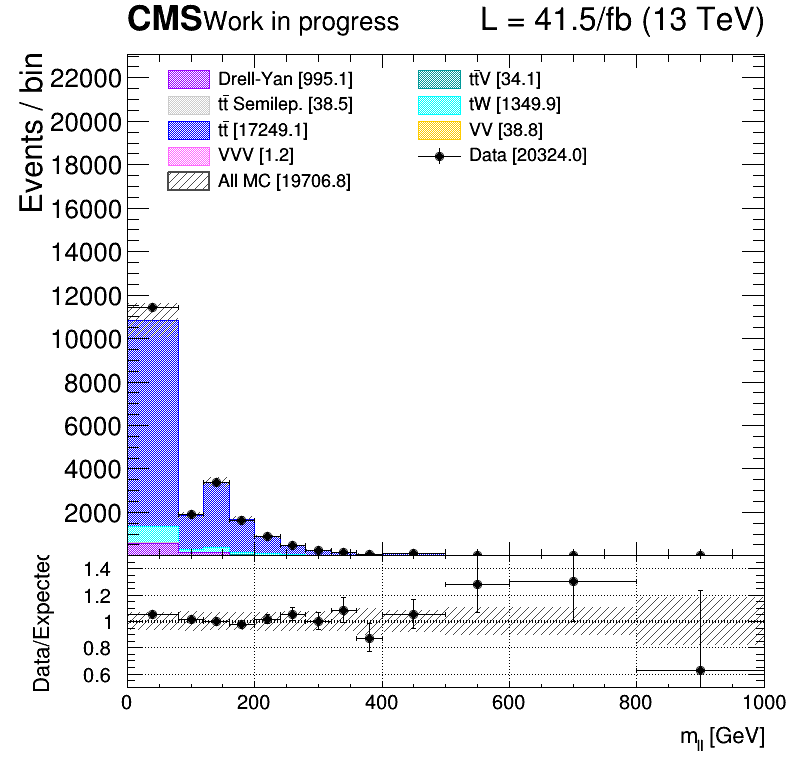 CMS Work in progress L = 41.5/fb (13 TeV)
Events / bin
22000
20000
18000
16000
14000
12000
10000
8000
6000
4000
2000
Drell-Yan [995.1]
tt̄ Semilep. [38.5]
tt̄ [17249.1]
VVV [1.2]
All MC [19706.8]
tt̄V [34.1]
tW [1349.9]
VV [38.8]
Data [20324.0]
Data/Expected
1.4
1.2
1
0.8
0.6
0 200 400 600 800 1000
m_ll [GeV]